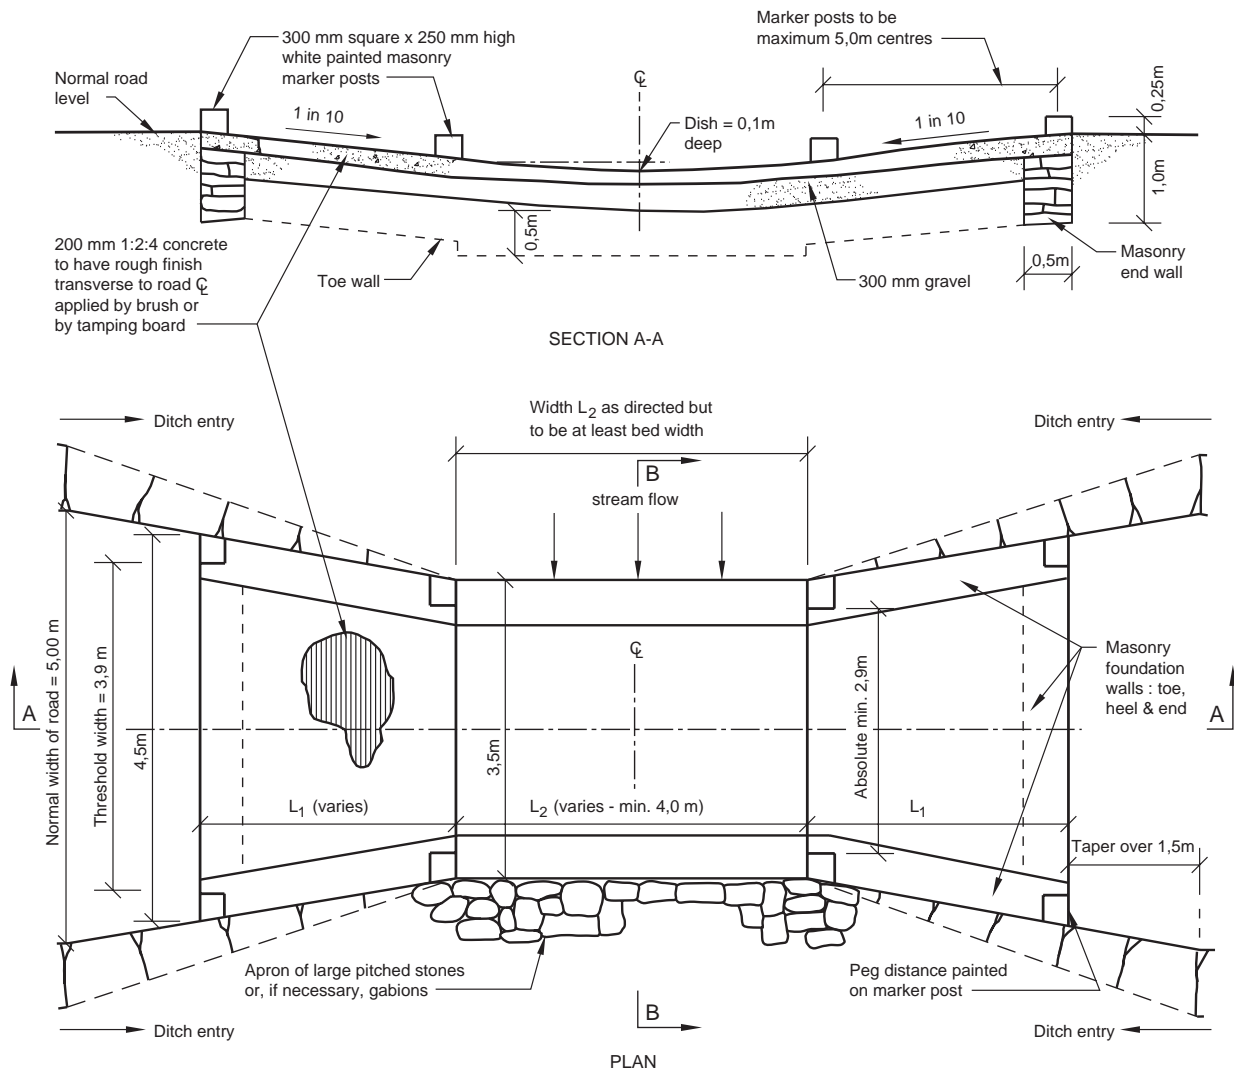 300 mm square x 250 mm high
white painted masonry
marker posts
Marker posts to be
maximum 5,0m centres
Normal road
level
1 in 10
℄
Dish = 0,1m
deep
1 in 10
0,25m
1,0m
200 mm 1:2:4 concrete
to have rough finish
transverse to road ℄
applied by brush or
by tamping board
Toe wall
0,5m
300 mm gravel
0,5m
Masonry
end wall
SECTION A-A
Ditch entry
Width L₂ as directed but
to be at least bed width
Ditch entry
B
stream flow
Normal width of road = 5,00 m
Threshold width = 3,9 m
4,5m
3,5m
℄
Absolute min. 2,9m
Masonry
foundation
walls : toe,
heel & end
A
A
L₁ (varies)
L₂ (varies - min. 4,0 m)
L₁
Taper over 1,5m
Apron of large pitched stones
or, if necessary, gabions
Peg distance painted
on marker post
B
Ditch entry
Ditch entry
PLAN